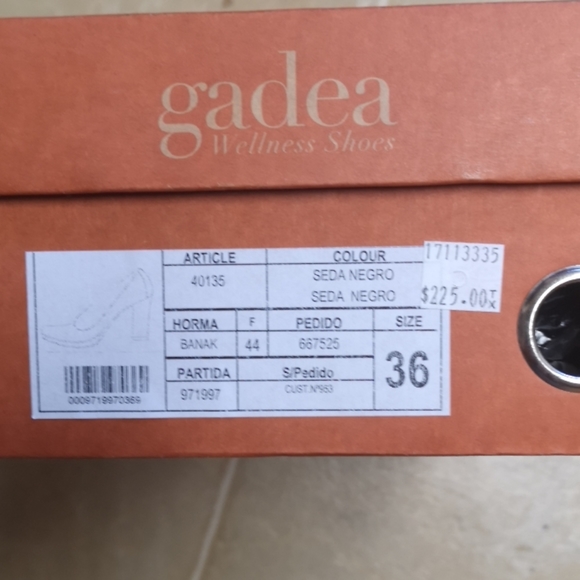 gadea
Wellness Shoes
ARTICLE COLOUR
40135 SEDA NEGRO
SEDA NEGRO
17113335
$225.00
HORMA F PEDIDO SIZE
BANAK 44 667525 36
PARTIDA S/Pedido
971997 CUST.Nº953
0009719970369